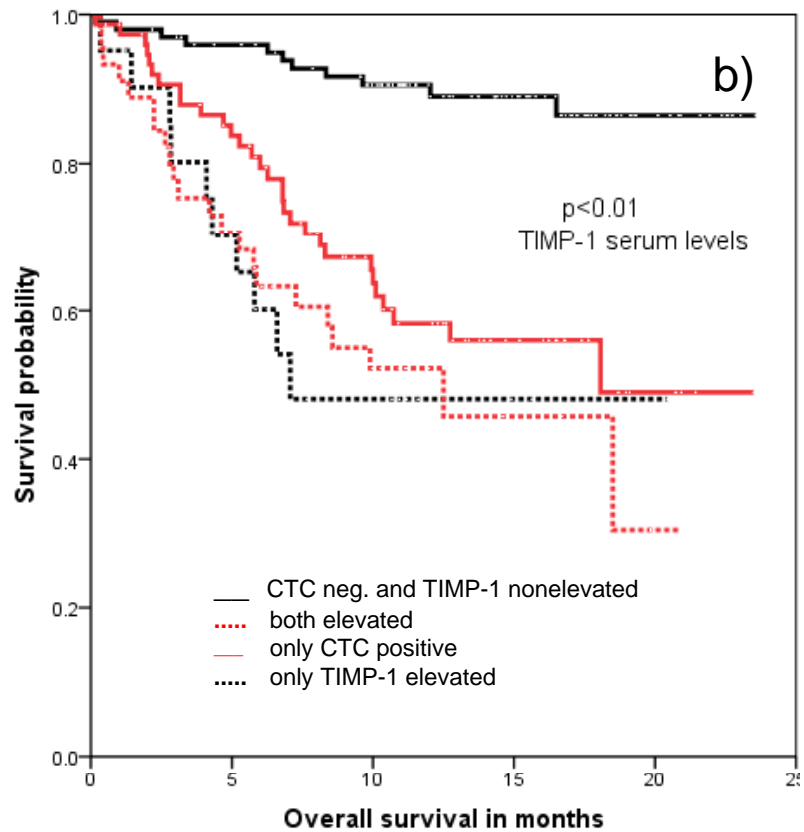 b)
p<0.01
TIMP-1 serum levels
1.0
0.8
0.6
0.4
0.2
0.0
Survival probability
CTC neg. and TIMP-1 nonelevated
both elevated
only CTC positive
only TIMP-1 elevated
0 5 10 15 20 25
Overall survival in months